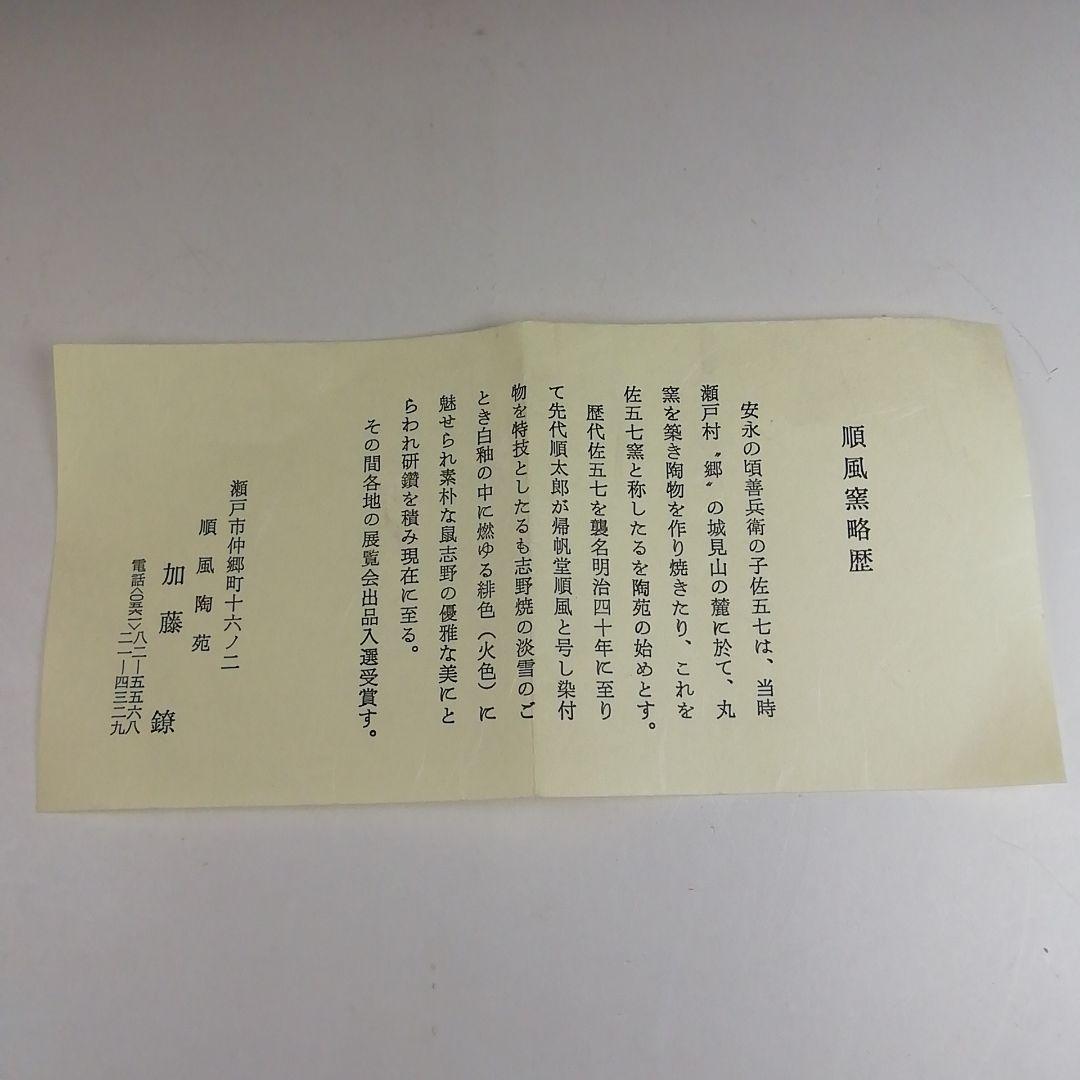 順風窯略歴
安永の頃善兵衛の子佐五七は、当時
瀬戸村〝郷〟の城見山の麓に於て、丸
窯を築き陶物を作り焼きたり、これを
佐五七窯と称したるを陶苑の始めとす。
歴代佐五七を襲名明治四十年に至り
て先代順太郎が帰帆堂順風と号し染付
物を特技としたるも志野焼の淡雪のご
とき白釉の中に燃ゆる緋色(火色)に
魅せられ素朴な鼠志野の優雅な美にと
らわれ研鑽を積み現在に至る。
その間各地の展覧会出品入選受賞す。
瀬戸市仲郷町十六ノ二
順風陶苑
加藤 鐐
電話〈〇五六一〉八二―五五六八
二一―四三二九